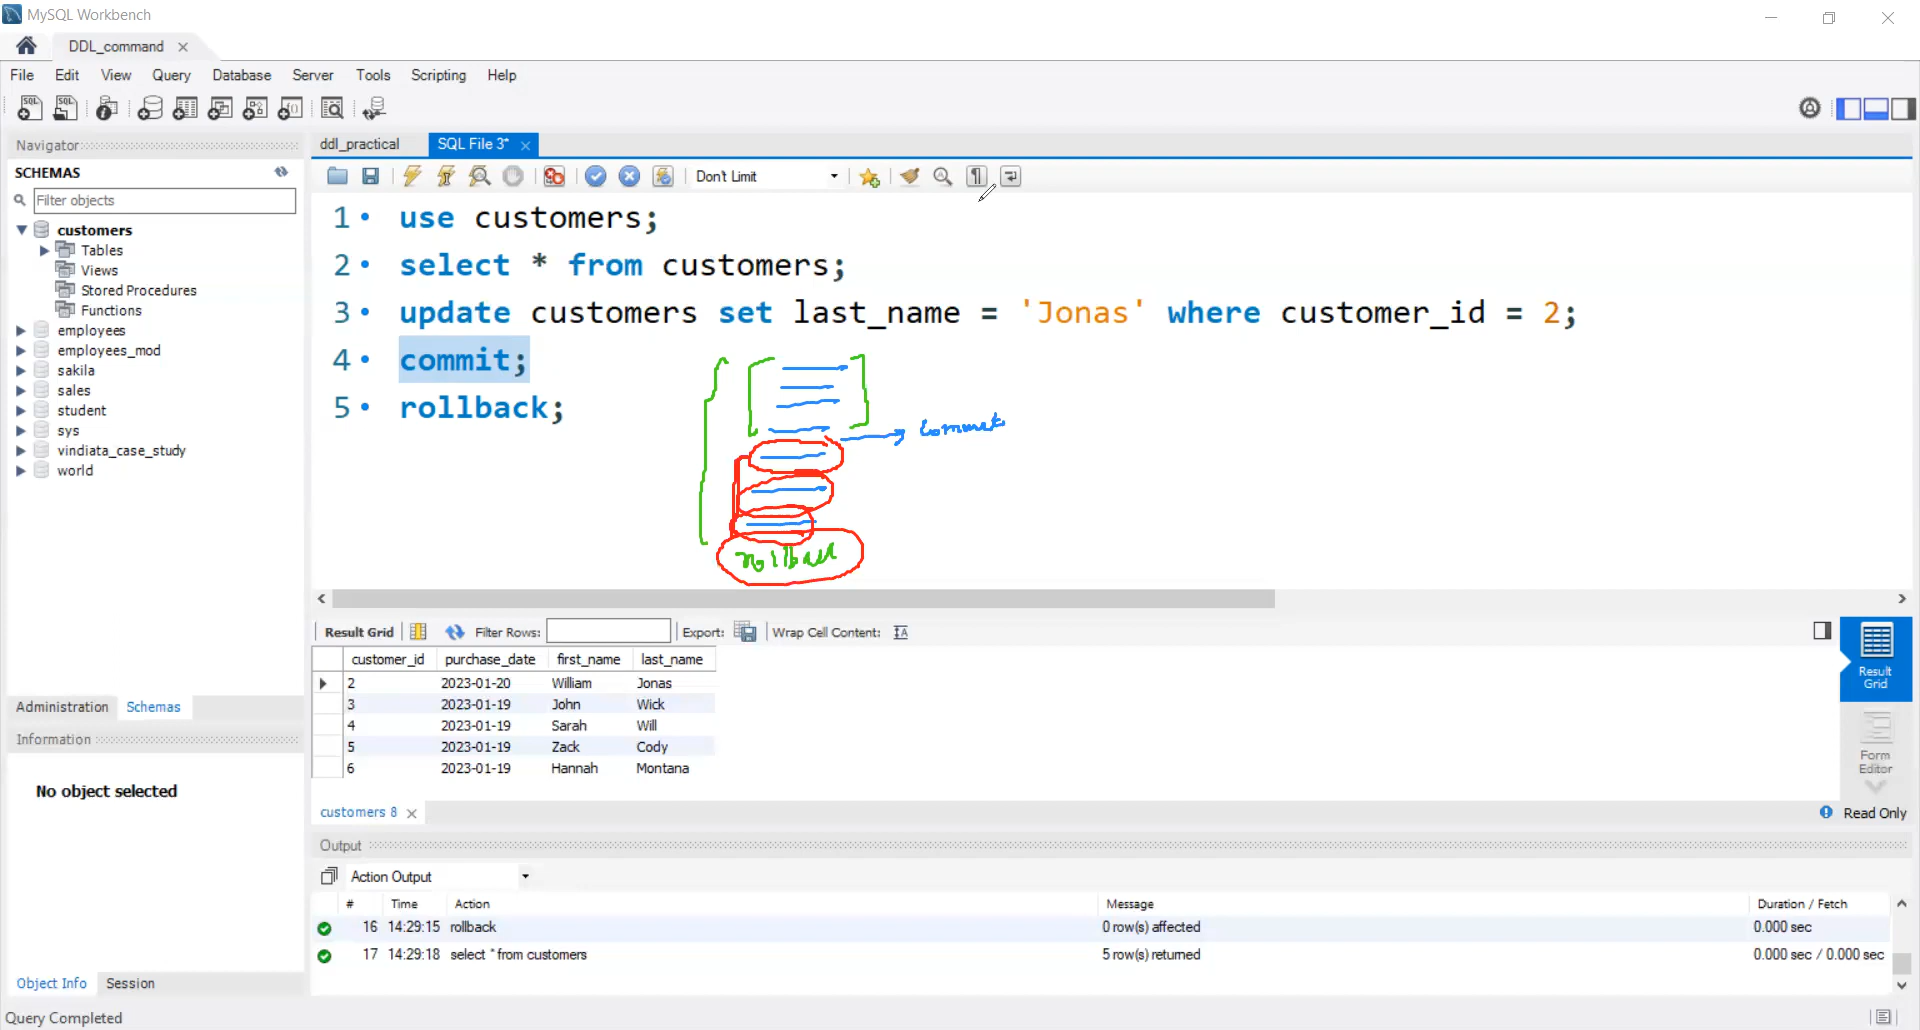 MySQL Workbench
DDL_command
File Edit View Query Database Server Tools Scripting Help
Navigator
SCHEMAS
Filter objects
customers
Tables
Views
Stored Procedures
Functions
employees
employees_mod
sakila
sales
student
sys
vindiata_case_study
world
Administration Schemas
Information
No object selected
Object Info Session
ddl_practical SQL File 3*
Don't Limit
1 use customers;
2 select * from customers;
3 update customers set last_name = 'Jonas' where customer_id = 2;
4 commit;
5 rollback;
commit
rollback
Result Grid Filter Rows: Export: Wrap Cell Content:
customer_id purchase_date first_name last_name
2 2023-01-20 William Jonas
3 2023-01-19 John Wick
4 2023-01-19 Sarah Will
5 2023-01-19 Zack Cody
6 2023-01-19 Hannah Montana
Result Grid
Form Editor
customers 8
Read Only
Output
Action Output
# Time Action Message Duration / Fetch
16 14:29:15 rollback 0 row(s) affected 0.000 sec
17 14:29:18 select * from customers 5 row(s) returned 0.000 sec / 0.000 sec
Query Completed